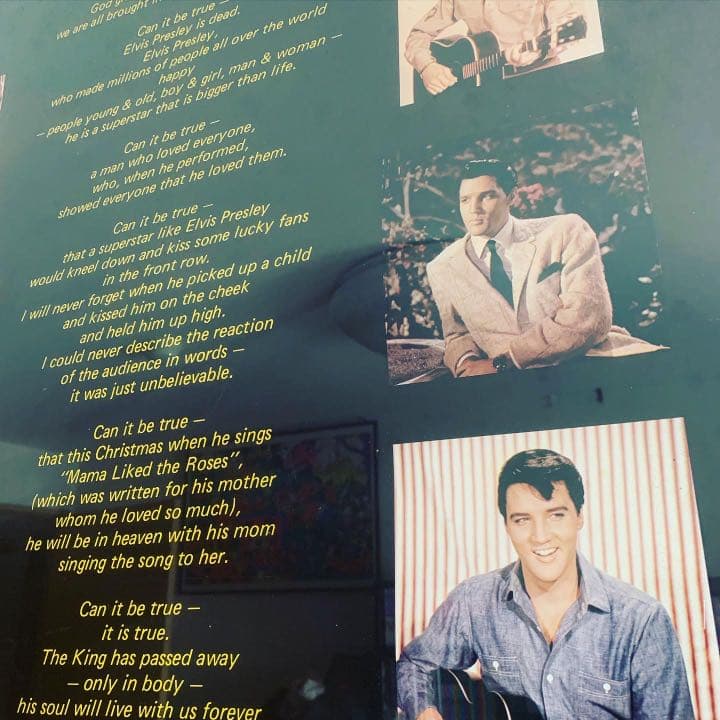 God g
we are all brought i
Can it be true —
Elvis Presley is dead.
Elvis Presley,
who made millions of people all over the world
happy
— people young & old, boy & girl, man & woman —
he is a superstar that is bigger than life.
Can it be true —
a man who loved everyone,
who, when he performed,
showed everyone that he loved them.
Can it be true —
that a superstar like Elvis Presley
would kneel down and kiss some lucky fans
in the front row.
I will never forget when he picked up a child
and kissed him on the cheek
and held him up high.
I could never describe the reaction
of the audience in words —
it was just unbelievable.
Can it be true —
that this Christmas when he sings
“Mama Liked the Roses”,
(which was written for his mother
whom he loved so much),
he will be in heaven with his mom
singing the song to her.
Can it be true —
it is true.
The King has passed away
— only in body —
his soul will live with us forever